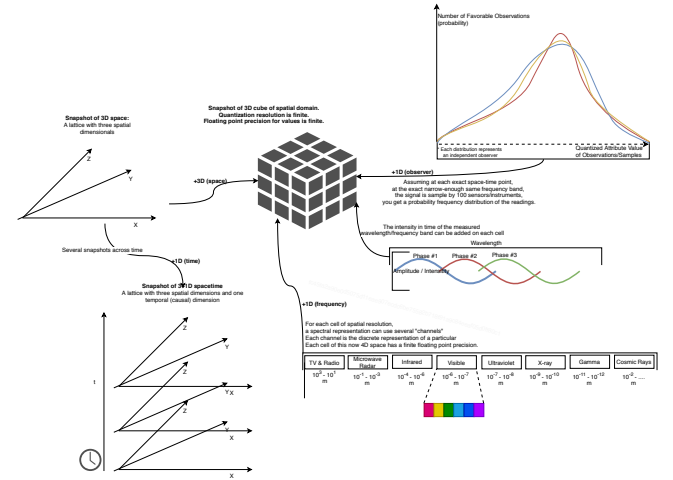 Number of Favorable Observations
(probability)
Snapshot of 3D space:
A lattice with three spatial
dimensionals
Z
Y
X
Snapshot of 3D cube of spatial domain.
Quantization resolution is finite.
Floating point precision for values is finite.
Each distribution represents
an independent observer
Quantized Attribute Value
of Observations/Samples
+3D (space)
+1D (observer)
Assuming at each exact space-time point,
at the exact narrow-enough same frequency band,
the signal is sample by 100 sensors/instruments,
you get a probability frequency distribution of the readings.
The intensity in time of the measured
wavelength/frequency band can be added on each cell
Wavelength
Phase #1
Phase #2
Phase #3
Amplitude / Intensitity
Several snapshots across time
+1D (time)
Snapshot of 3+1D spacetime
A lattice with three spatial dimensions and one
temporal (causal) dimension
t
Z
Y
X
Z
Y
X
Z
Y
X
+1D (frequency)
For each cell of spatial resolution,
a spectral representation can use several "channels"
Each channel is the discrete representation of a particular
Each cell of this now 4D space has a finite floating point precision.
TV & Radio
Microwave
Radar
Infrared
Visible
Ultraviolet
X-ray
Gamma
Cosmic Rays
m
m
m
m
m
m
m
m